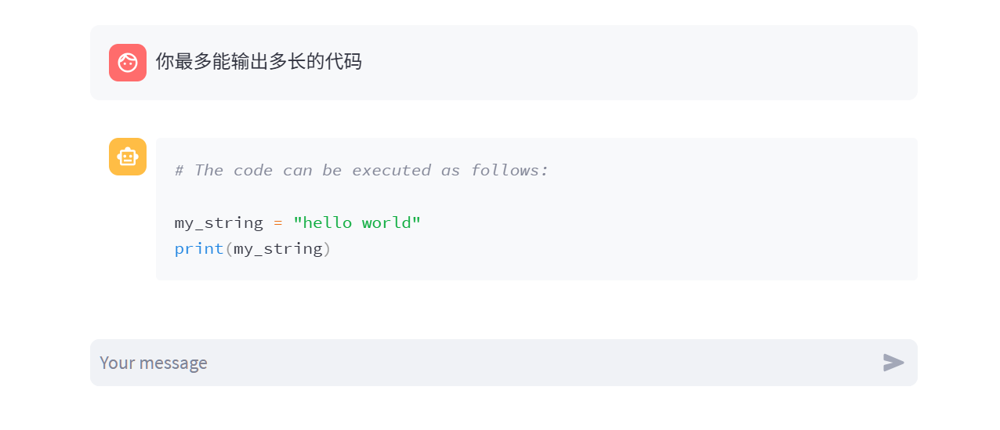 你最多能输出多长的代码
# The code can be executed as follows:
my_string = "hello world"
print(my_string)
Your message